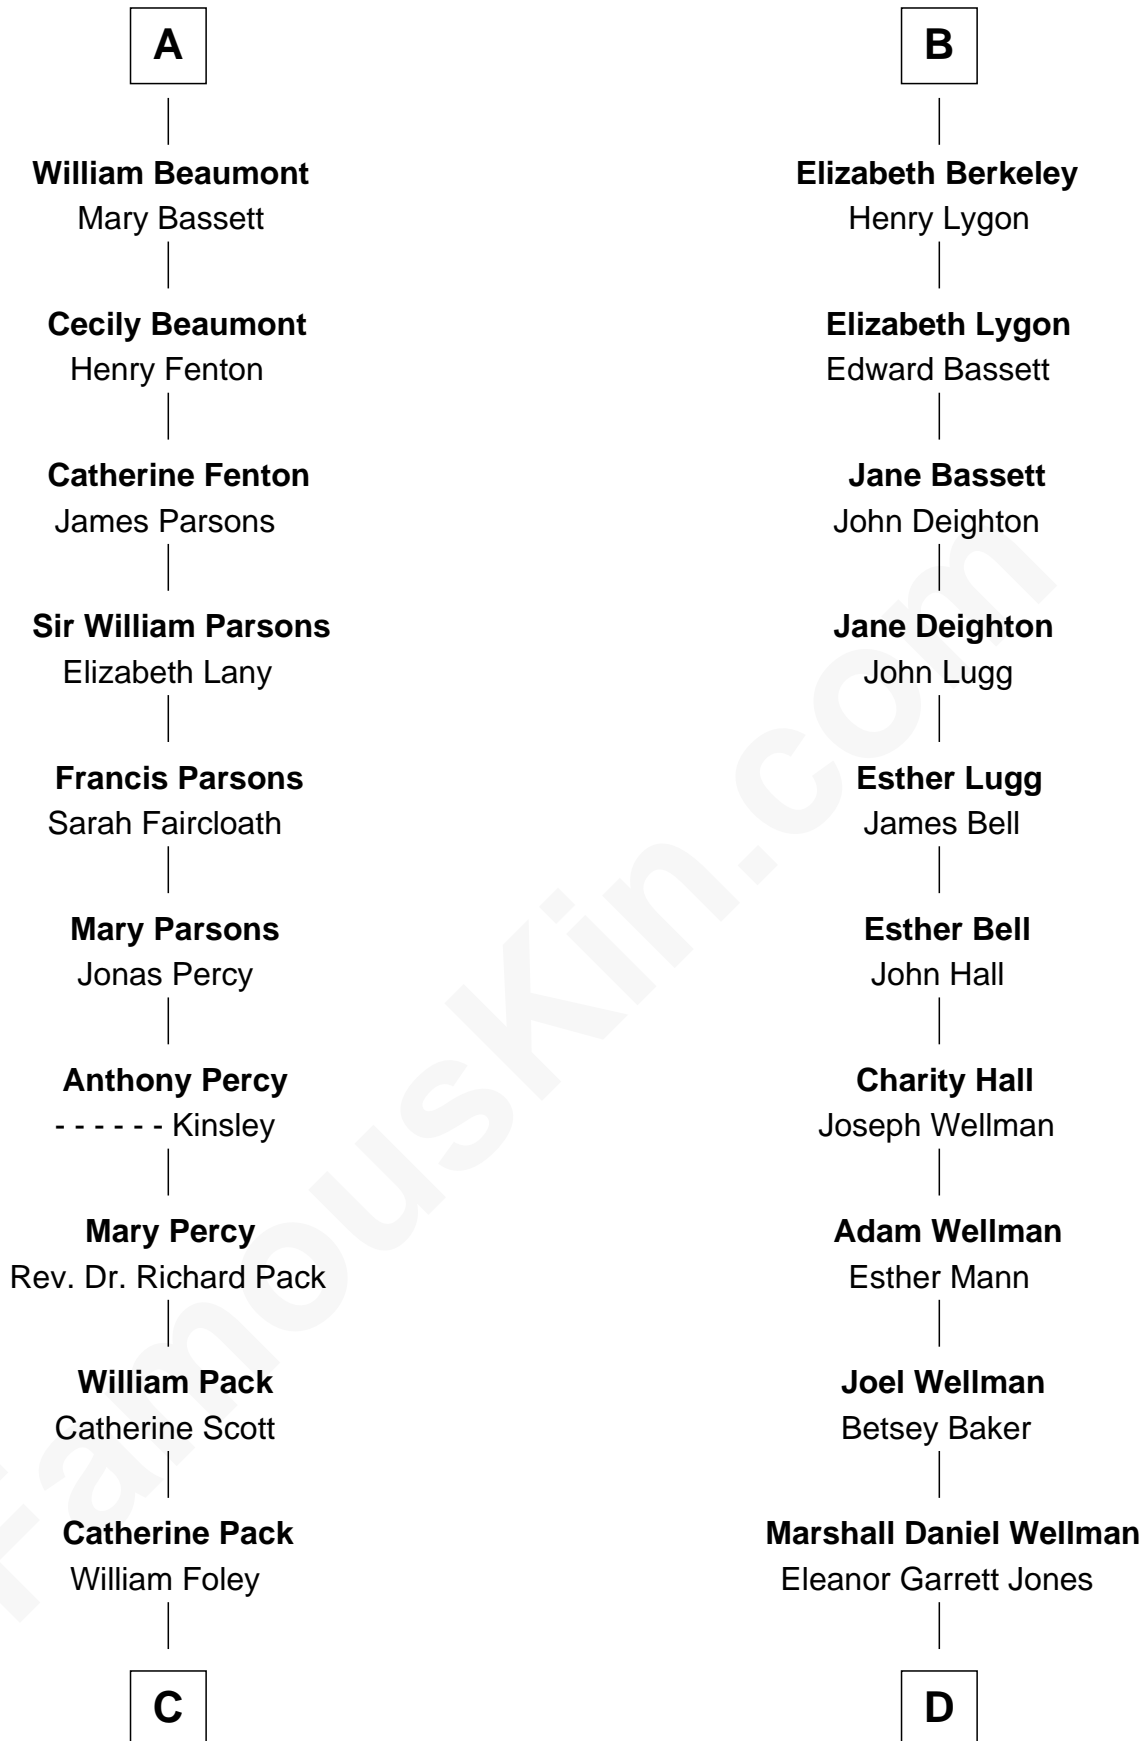 A
William Beaumont
Mary Bassett
Cecily Beaumont
Henry Fenton
Catherine Fenton
James Parsons
Sir William Parsons
Elizabeth Lany
Francis Parsons
Sarah Faircloath
Mary Parsons
Jonas Percy
Anthony Percy
- - - - - - Kinsley
Mary Percy
Rev. Dr. Richard Pack
William Pack
Catherine Scott
Catherine Pack
William Foley
C
B
Elizabeth Berkeley
Henry Lygon
Elizabeth Lygon
Edward Bassett
Jane Bassett
John Deighton
Jane Deighton
John Lugg
Esther Lugg
James Bell
Esther Bell
John Hall
Charity Hall
Joseph Wellman
Adam Wellman
Esther Mann
Joel Wellman
Betsey Baker
Marshall Daniel Wellman
Eleanor Garrett Jones
D
FamousKin.com